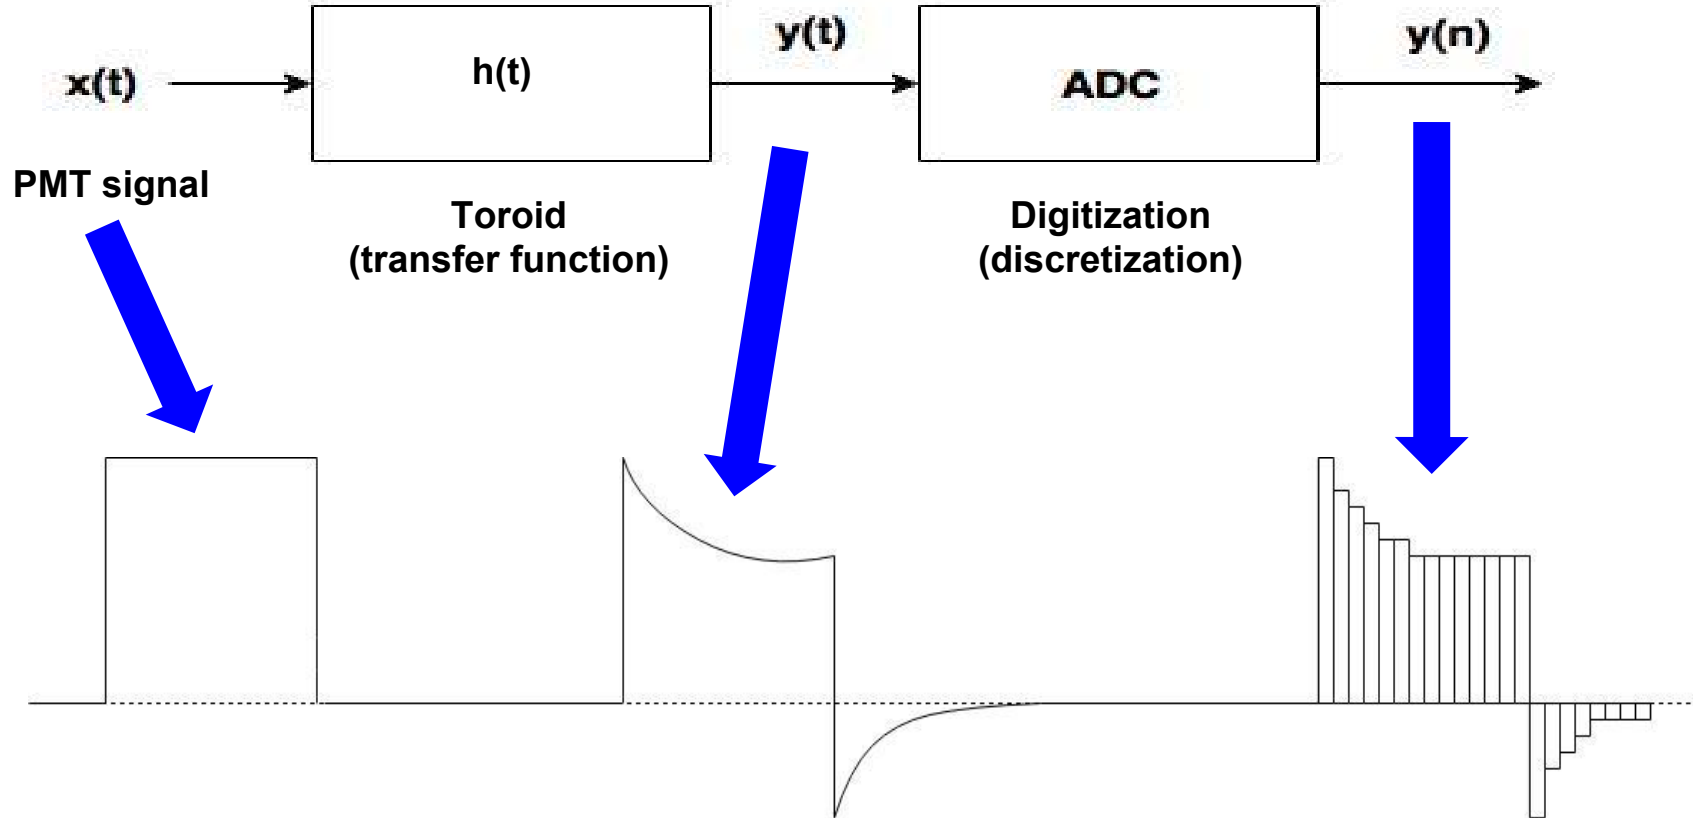 x(t)
h(t)
y(t)
ADC
y(n)
PMT signal
Toroid
(transfer function)
Digitization
(discretization)